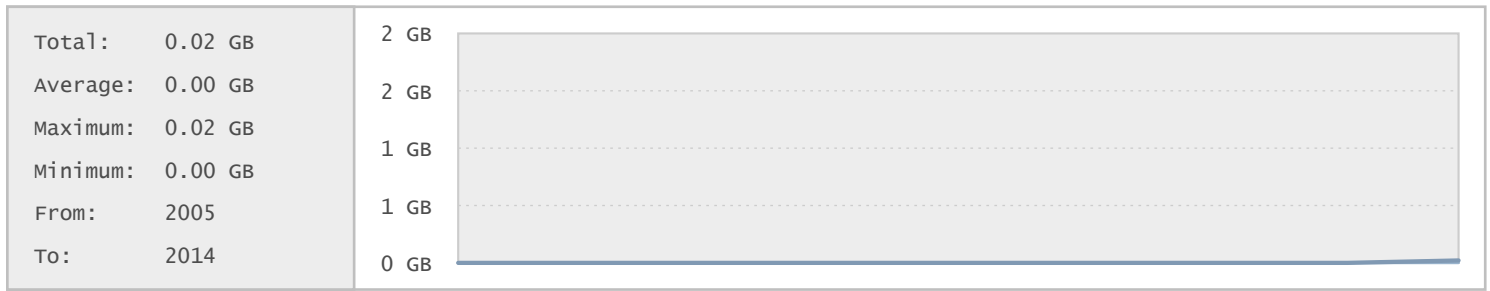 Total: 0.02 GB
Average: 0.00 GB
Maximum: 0.02 GB
Minimum: 0.00 GB
From: 2005
To: 2014
2 GB
2 GB
1 GB
1 GB
0 GB